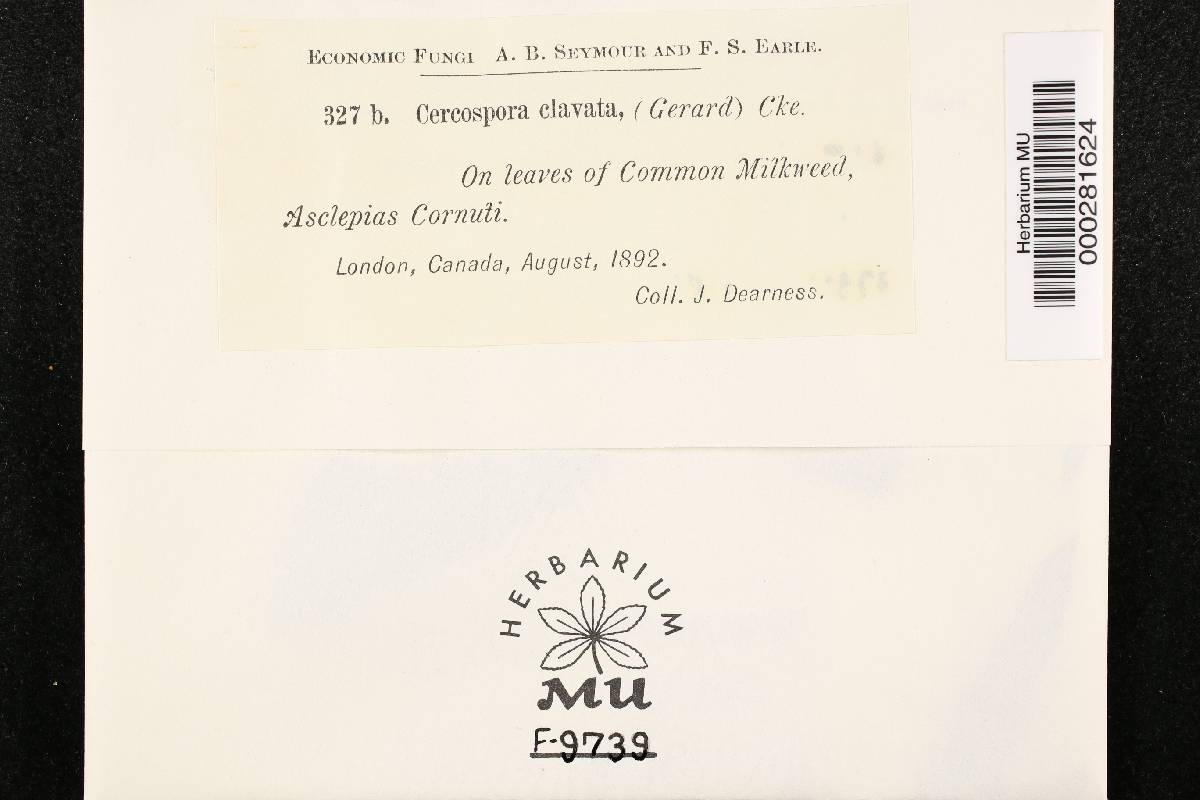 ECONOMIC FUNGI A. B. SEYMOUR AND F. S. EARLE.
327 b. Cercospora clavata, (Gerard) Cke.
On leaves of Common Milkweed,
Asclepias Cornuti.
London, Canada, August, 1892.
Coll. J. Dearness.
Herbarium MU
000281624
HERBARIUM
MU
F-9739